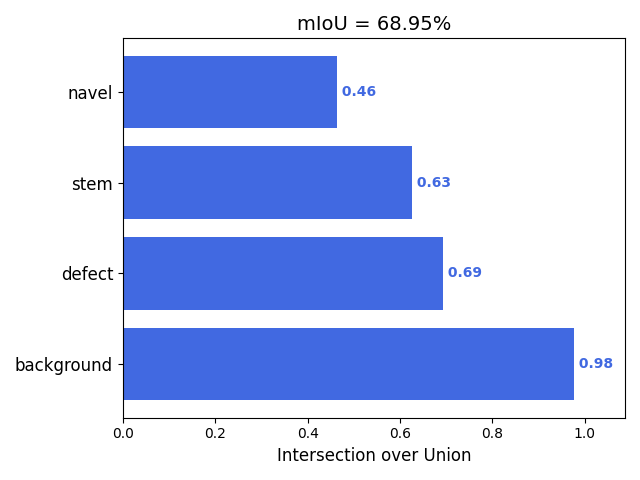 mIoU = 68.95%
navel
0.46
stem
0.63
defect
0.69
background
0.98
0.0 0.2 0.4 0.6 0.8 1.0
Intersection over Union